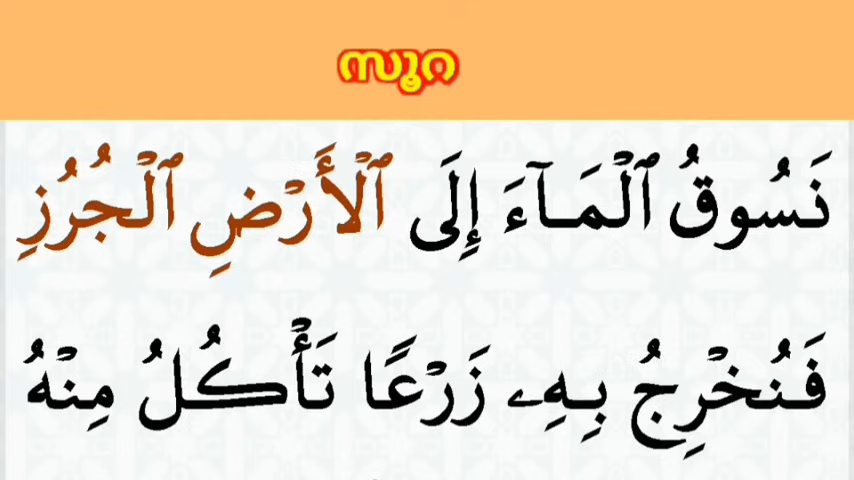 സൂറ
نَسُوقُ ٱلْمَآءَ إِلَى ٱلْأَرْضِ ٱلْجُرُزِ
فَنُخْرِجُ بِهِۦ زَرْعًا تَأْكُلُ مِنْهُ